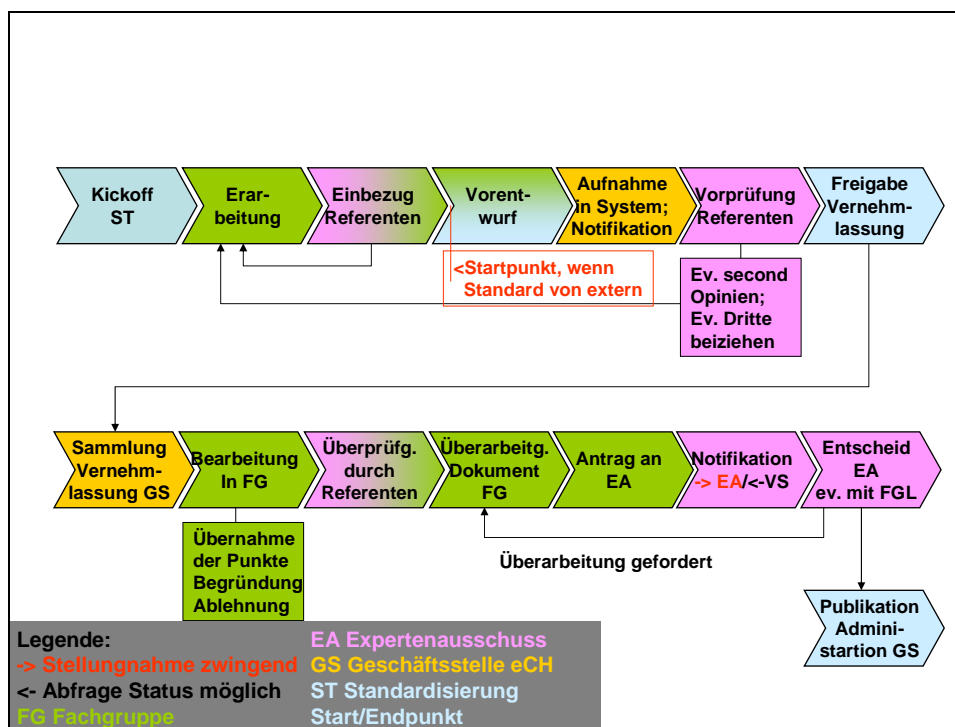 Kickoff
ST
Erar-
beitung
Einbezug
Referenten
Vorent-
wurf
Aufnahme
in System;
Notifikation
Vorprüfung
Referenten
Freigabe
Vernehm-
lassung
<Startpunkt, wenn
Standard von extern
Ev. second
Opinien;
Ev. Dritte
beiziehen
Sammlung
Vernehm-
lassung GS
Bearbeitung
In FG
Überprüfg.
durch
Referenten
Überarbeitg.
Dokument
FG
Antrag an
EA
Notifikation
-> EA/<-VS
Entscheid
EA
ev. mit FGL
Übernahme
der Punkte
Begründung
Ablehnung
Überarbeitung gefordert
Publikation
Admini-
startion GS
Legende:
-> Stellungnahme zwingend
<- Abfrage Status möglich
FG Fachgruppe
EA Expertenausschuss
GS Geschäftsstelle eCH
ST Standardisierung
Start/Endpunkt